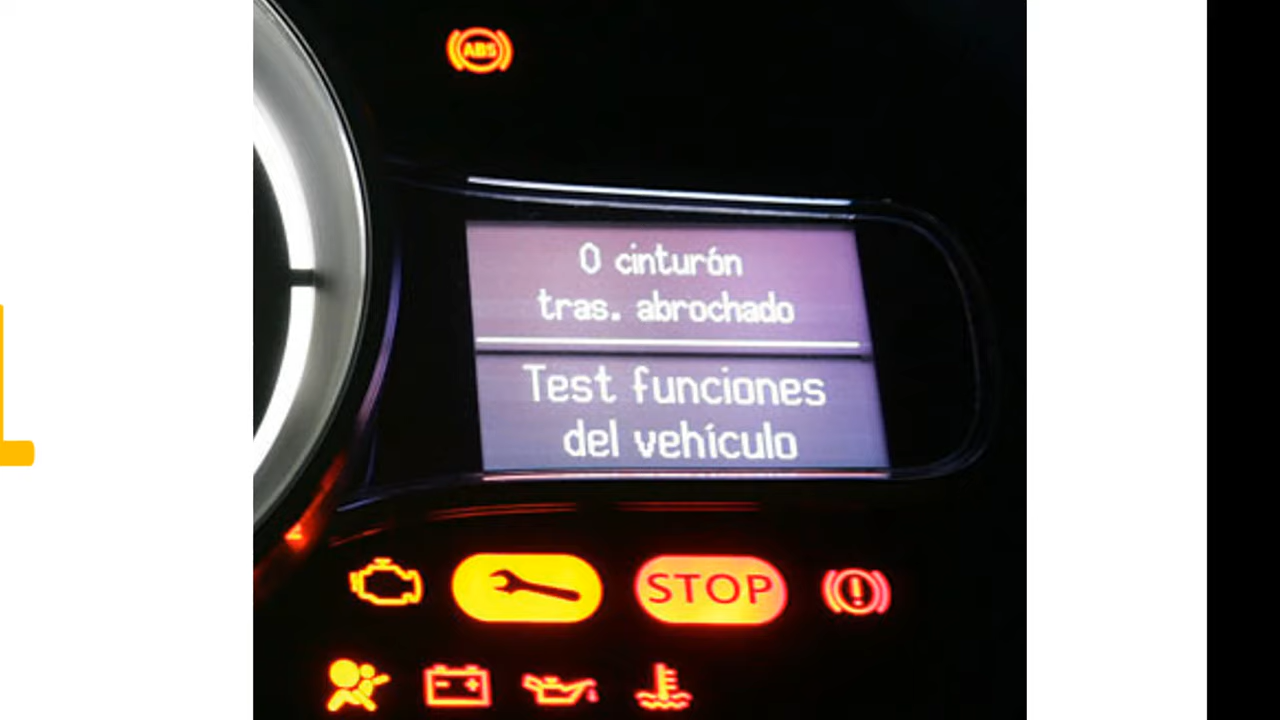 ABS
0 cinturón
tras. abrochado
Test funciones
del vehículo
STOP